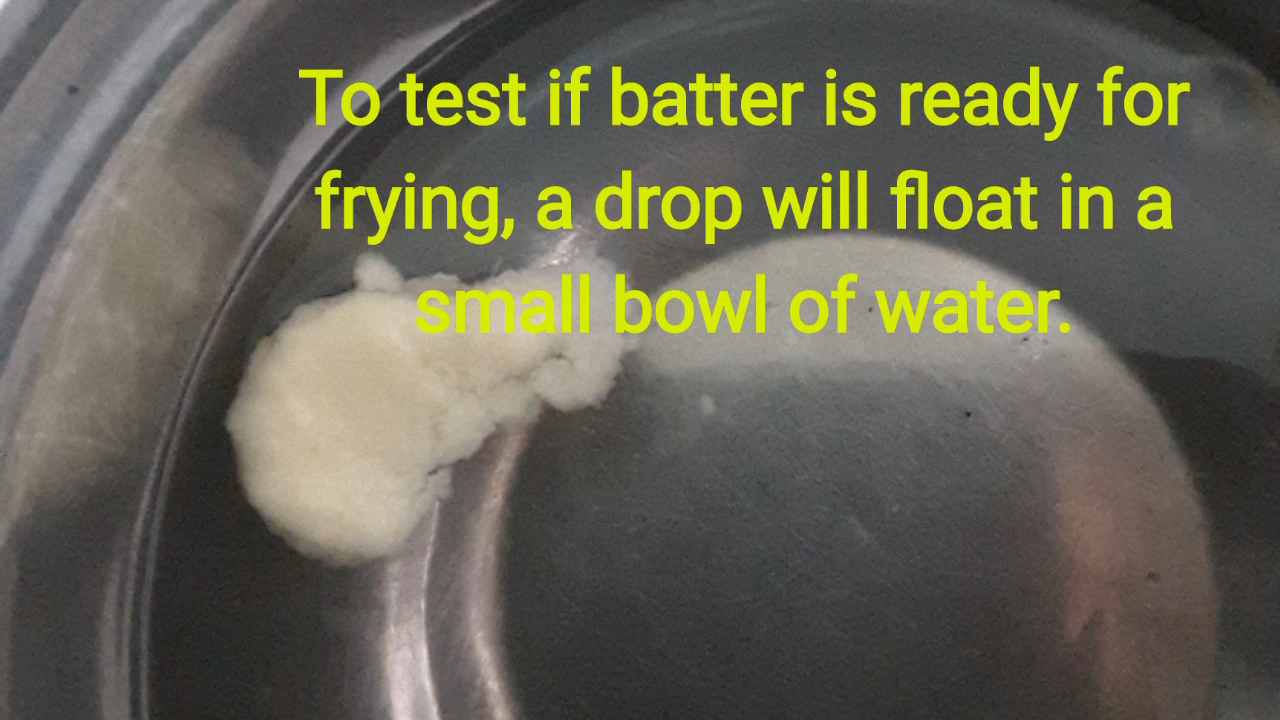 To test if batter is ready for
frying, a drop will float in a
small bowl of water.